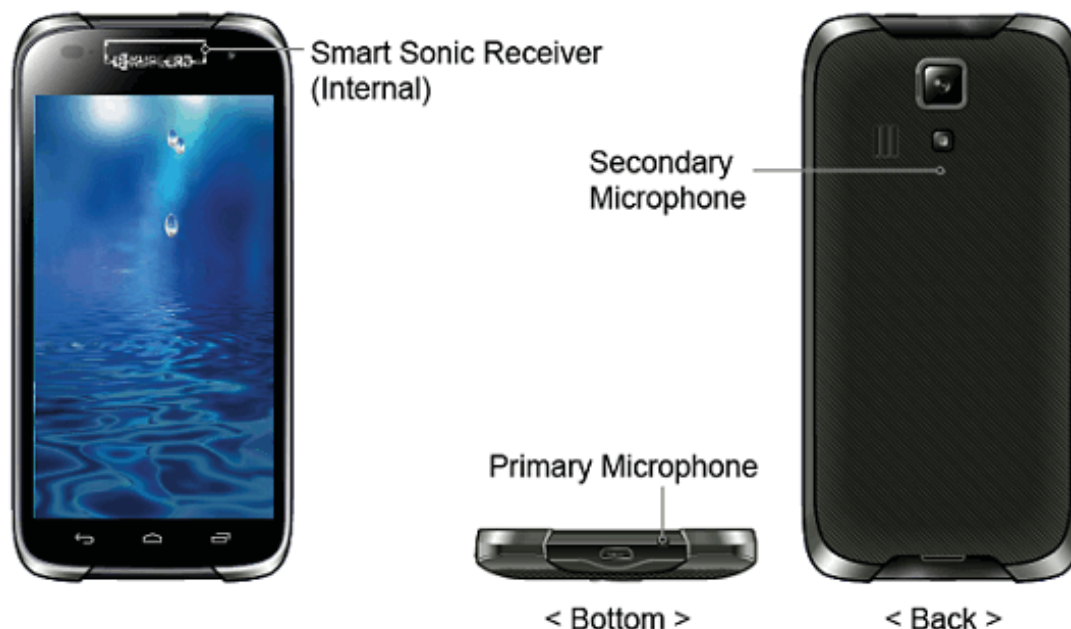 Smart Sonic Receiver
(Internal)
Secondary
Microphone
Primary Microphone
< Bottom >
< Back >